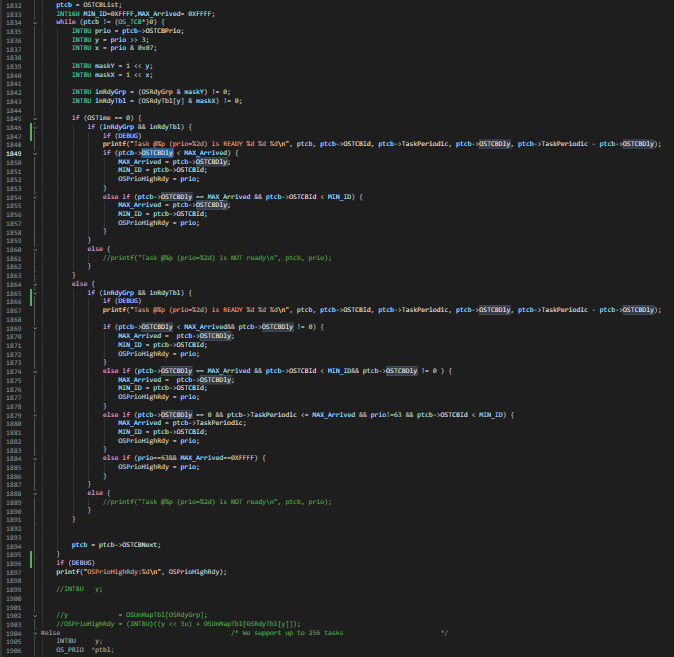 1832 ptcb = OSTCBList;
1833 INT16U MIN_ID=0XFFFF,MAX_Arrived= 0XFFFF;
1834 while (ptcb != (OS_TCB*)0) {
1835 INT8U prio = ptcb->OSTCBPrio;
1836 INT8U y = prio >> 3;
1837 INT8U x = prio & 0x07;
1838
1839 INT8U maskY = 1 << y;
1840 INT8U maskX = 1 << x;
1841
1842 INT8U inRdyGrp = (OSRdyGrp & maskY) != 0;
1843 INT8U inRdyTbl = (OSRdyTbl[y] & maskX) != 0;
1844
1845 if (OSTime == 0) {
1846 if (inRdyGrp && inRdyTbl) {
1847 if (DEBUG)
1848 printf("Task @%p (prio=%2d) is READY %d %d %d\n", ptcb, ptcb->OSTCBId, ptcb->TaskPeriodic, ptcb->OSTCBDly, ptcb->TaskPeriodic - ptcb->OSTCBDly);
1849 if (ptcb->OSTCBDly < MAX_Arrived) {
1850 MAX_Arrived = ptcb->OSTCBDly;
1851 MIN_ID = ptcb->OSTCBId;
1852 OSPrioHighRdy = prio;
1853 }
1854 else if (ptcb->OSTCBDly == MAX_Arrived && ptcb->OSTCBId < MIN_ID) {
1855 MAX_Arrived = ptcb->OSTCBDly;
1856 MIN_ID = ptcb->OSTCBId;
1857 OSPrioHighRdy = prio;
1858 }
1859 }
1860 else {
1861 //printf("Task @%p (prio=%2d) is NOT ready\n", ptcb, prio);
1862 }
1863 }
1864 else {
1865 if (inRdyGrp && inRdyTbl) {
1866 if (DEBUG)
1867 printf("Task @%p (prio=%2d) is READY %d %d %d\n", ptcb, ptcb->OSTCBId, ptcb->TaskPeriodic, ptcb->OSTCBDly, ptcb->TaskPeriodic - ptcb->OSTCBDly);
1868
1869 if (ptcb->OSTCBDly < MAX_Arrived&& ptcb->OSTCBDly != 0) {
1870 MAX_Arrived = ptcb->OSTCBDly;
1871 MIN_ID = ptcb->OSTCBId;
1872 OSPrioHighRdy = prio;
1873 }
1874 else if (ptcb->OSTCBDly == MAX_Arrived && ptcb->OSTCBId < MIN_ID&& ptcb->OSTCBDly != 0 ) {
1875 MAX_Arrived = ptcb->OSTCBDly;
1876 MIN_ID = ptcb->OSTCBId;
1877 OSPrioHighRdy = prio;
1878 }
1879 else if (ptcb->OSTCBDly == 0 && ptcb->TaskPeriodic <= MAX_Arrived && prio!=63 && ptcb->OSTCBId < MIN_ID) {
1880 MAX_Arrived = ptcb->TaskPeriodic;
1881 MIN_ID = ptcb->OSTCBId;
1882 OSPrioHighRdy = prio;
1883 }
1884 else if (prio==63&& MAX_Arrived==0XFFFF) {
1885 OSPrioHighRdy = prio;
1886 }
1887 }
1888 else {
1889 //printf("Task @%p (prio=%2d) is NOT ready\n", ptcb, prio);
1890 }
1891 }
1892
1893
1894 ptcb = ptcb->OSTCBNext;
1895 }
1896 if (DEBUG)
1897 printf("OSPrioHighRdy:%d\n", OSPrioHighRdy);
1898
1899 //INT8U y;
1900
1901
1902 //y = OSUnMapTbl[OSRdyGrp];
1903 //OSPrioHighRdy = (INT8U)((y << 3u) + OSUnMapTbl[OSRdyTbl[y]]);
1904 #else /* We support up to 256 tasks */
1905 INT8U y;
1906 OS_PRIO *ptbl;